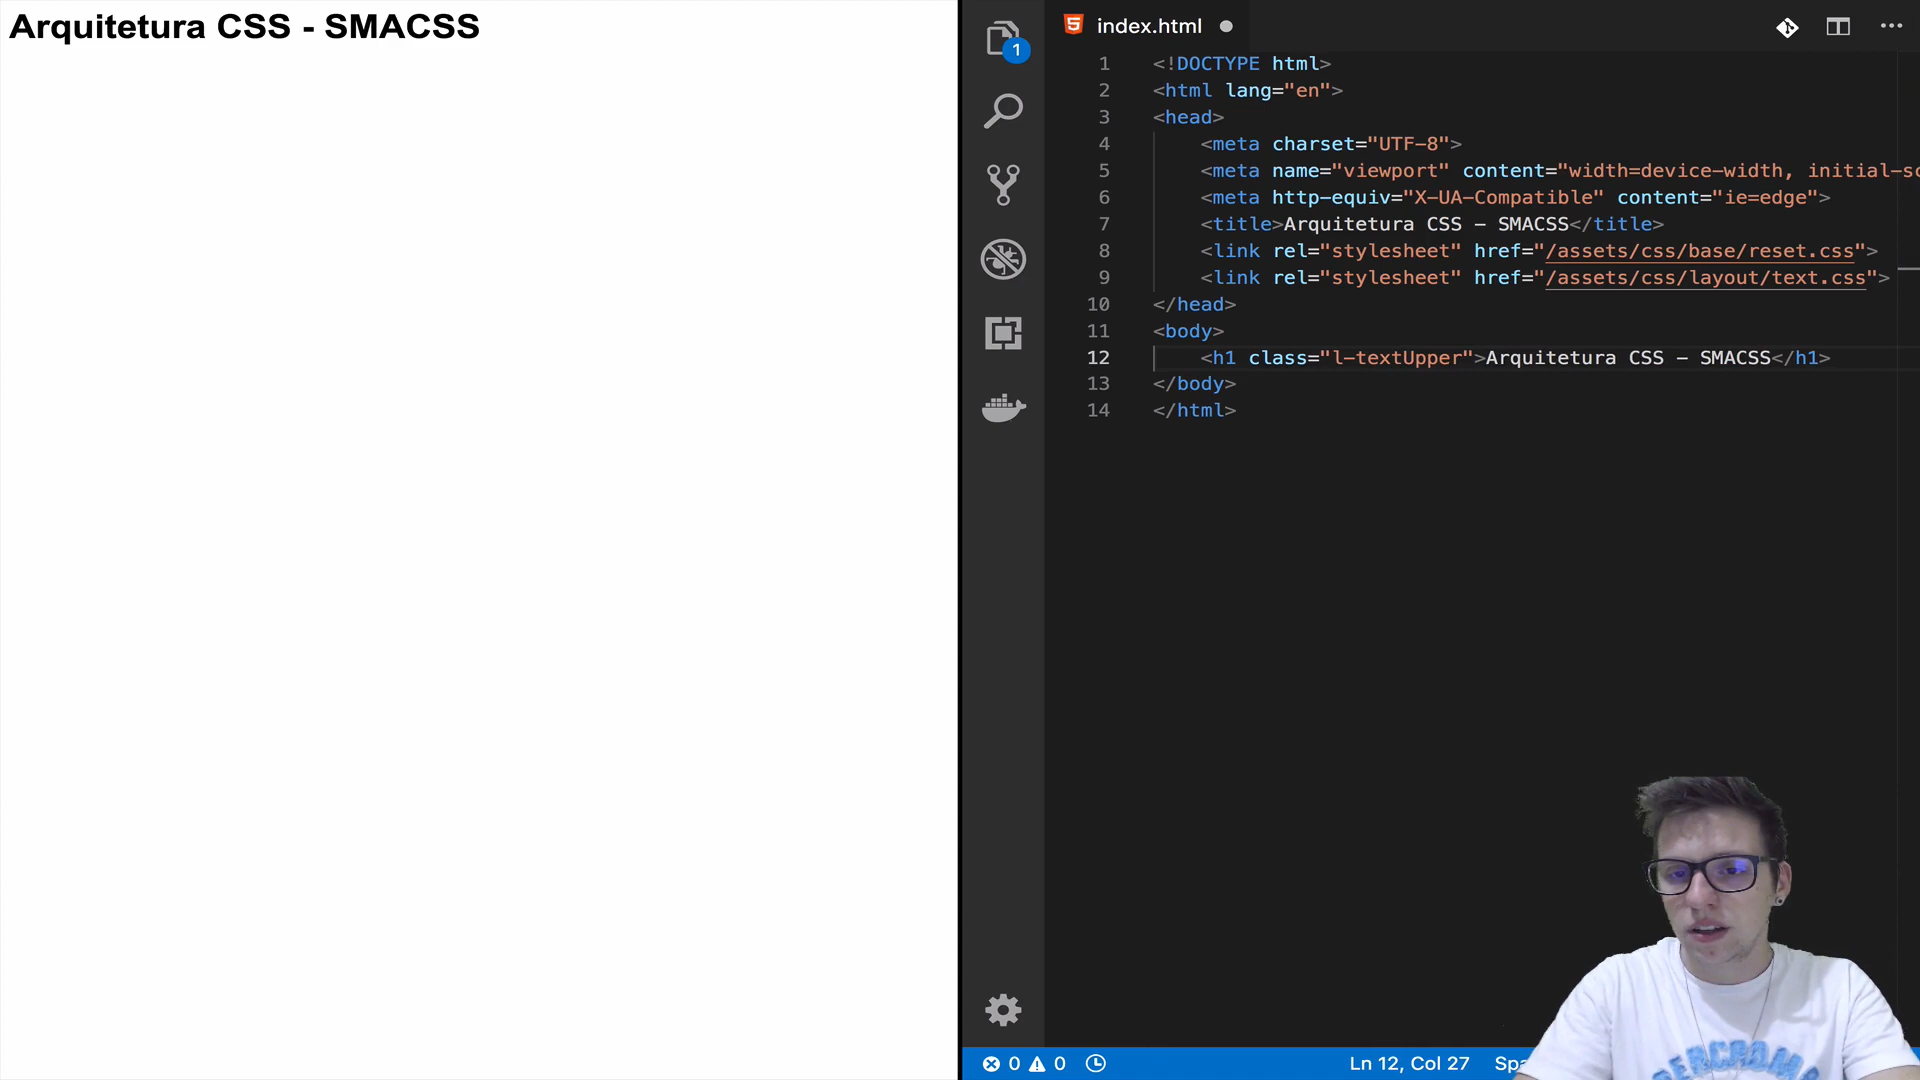 Arquitetura CSS - SMACSS
1
index.html
1 <!DOCTYPE html>
2 <html lang="en">
3 <head>
4 <meta charset="UTF-8">
5 <meta name="viewport" content="width=device-width, initial-sc
6 <meta http-equiv="X-UA-Compatible" content="ie=edge">
7 <title>Arquitetura CSS - SMACSS</title>
8 <link rel="stylesheet" href="/assets/css/base/reset.css">
9 <link rel="stylesheet" href="/assets/css/layout/text.css">
10 </head>
11 <body>
12 <h1 class="l-textUpper">Arquitetura CSS - SMACSS</h1>
13 </body>
14 </html>
0 0
Ln 12, Col 27